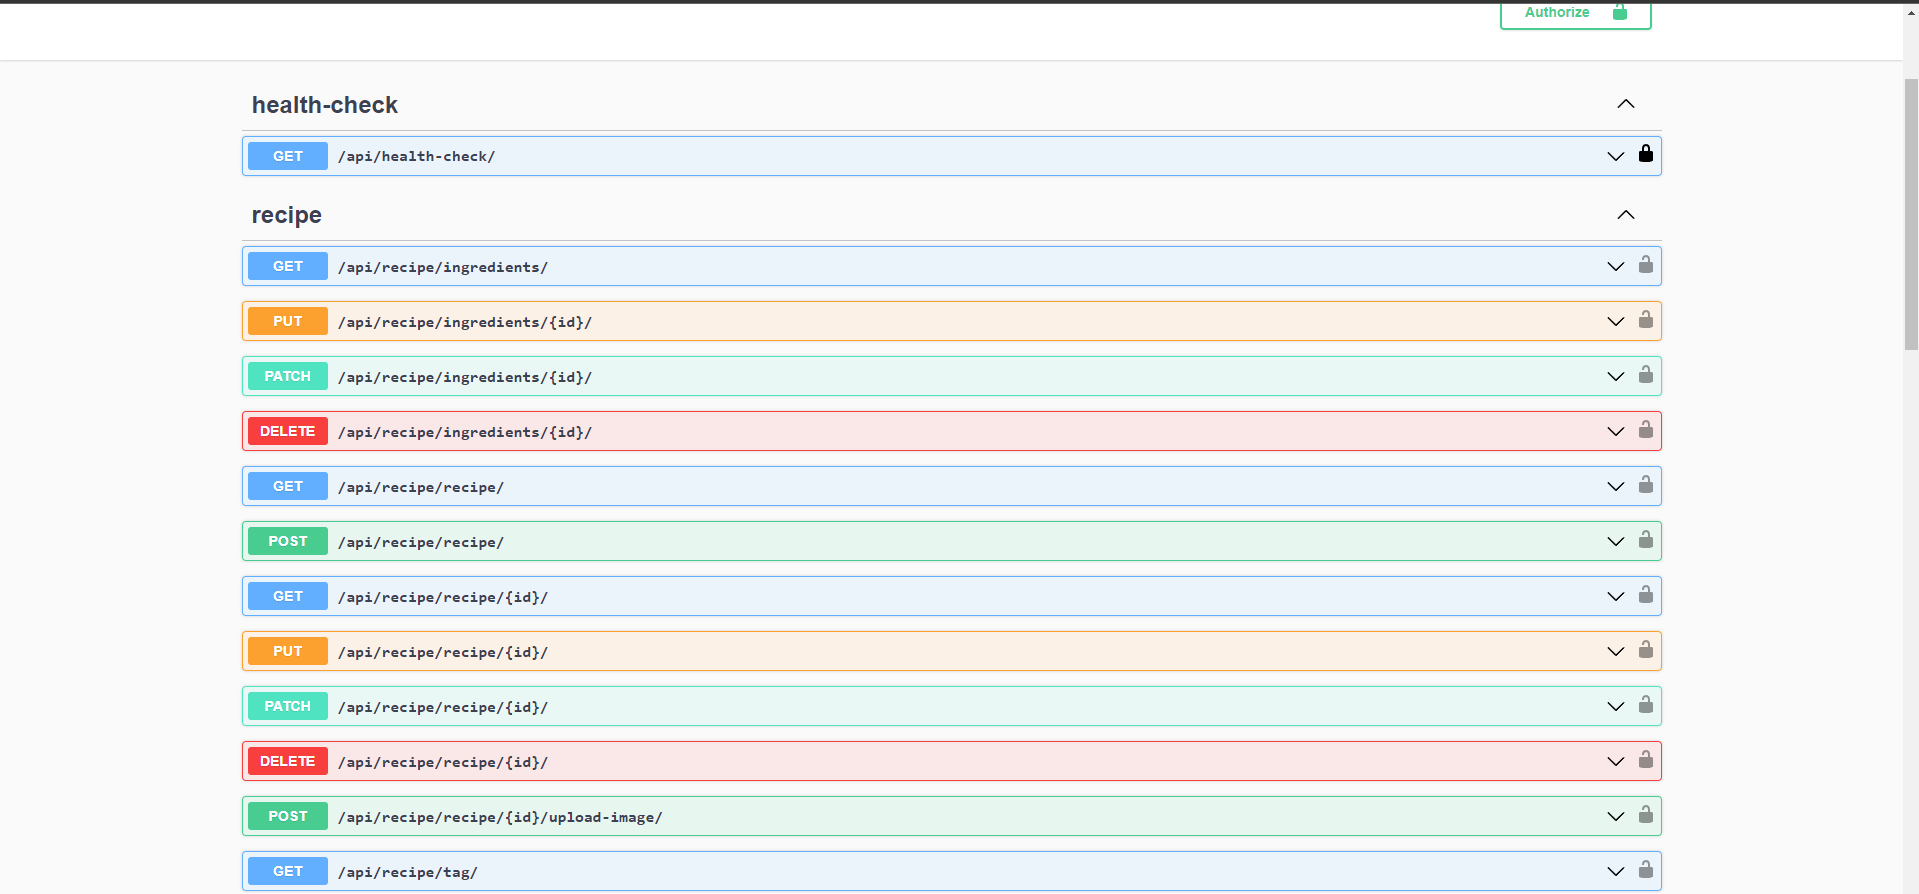 Authorize
health-check
GET /api/health-check/
recipe
GET /api/recipe/ingredients/
PUT /api/recipe/ingredients/{id}/
PATCH /api/recipe/ingredients/{id}/
DELETE /api/recipe/ingredients/{id}/
GET /api/recipe/recipe/
POST /api/recipe/recipe/
GET /api/recipe/recipe/{id}/
PUT /api/recipe/recipe/{id}/
PATCH /api/recipe/recipe/{id}/
DELETE /api/recipe/recipe/{id}/
POST /api/recipe/recipe/{id}/upload-image/
GET /api/recipe/tag/